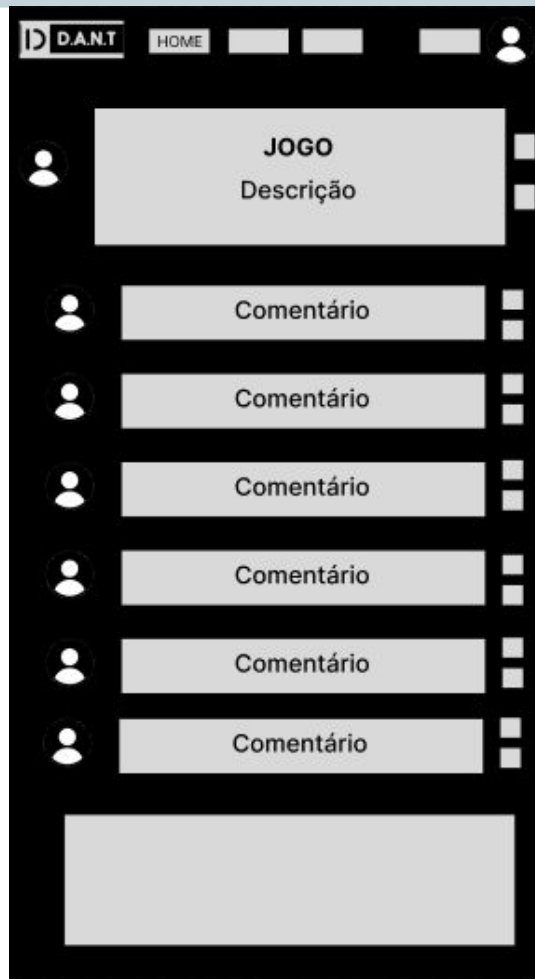 D.A.N.T
HOME
JOGO
Descrição
Comentário
Comentário
Comentário
Comentário
Comentário
Comentário